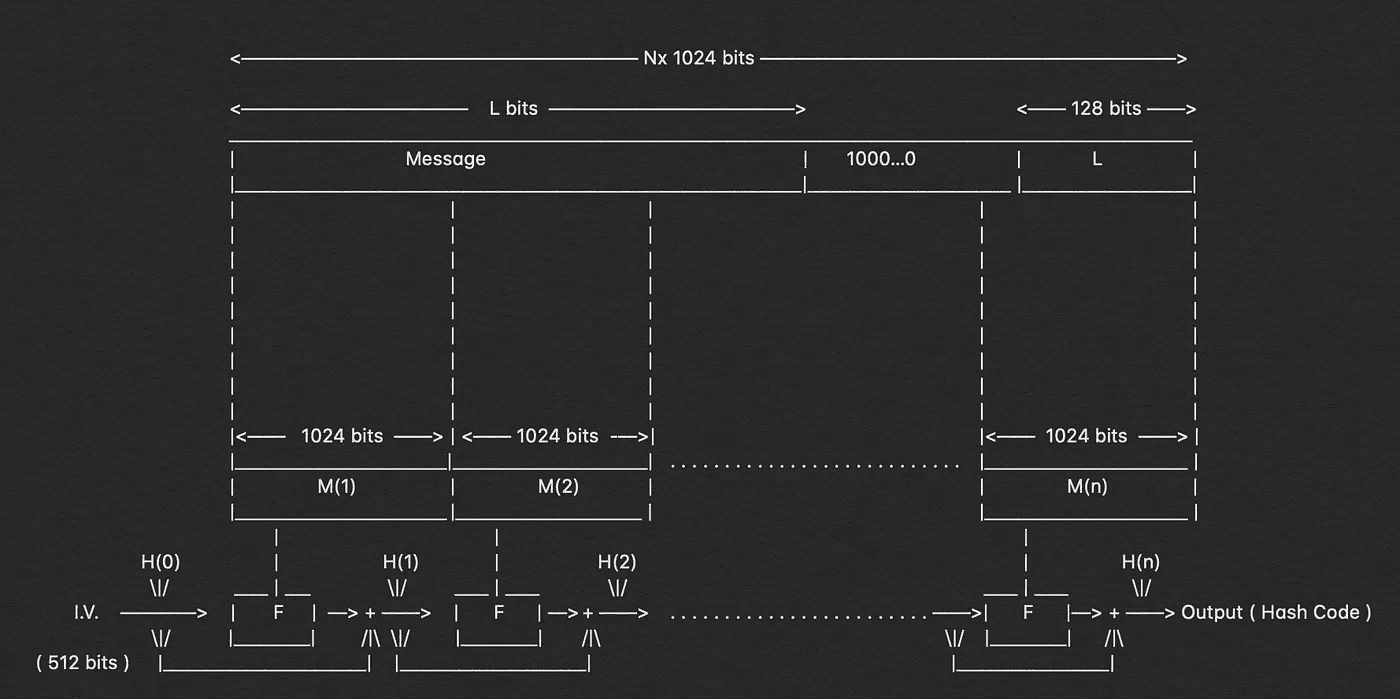 Nx 1024 bits
L bits 128 bits
Message 1000...0 L
1024 bits 1024 bits 1024 bits
M(1) M(2) M(n)
H(0) H(1) H(2) H(n)
I.V. F + F + F + Output ( Hash Code )
( 512 bits )